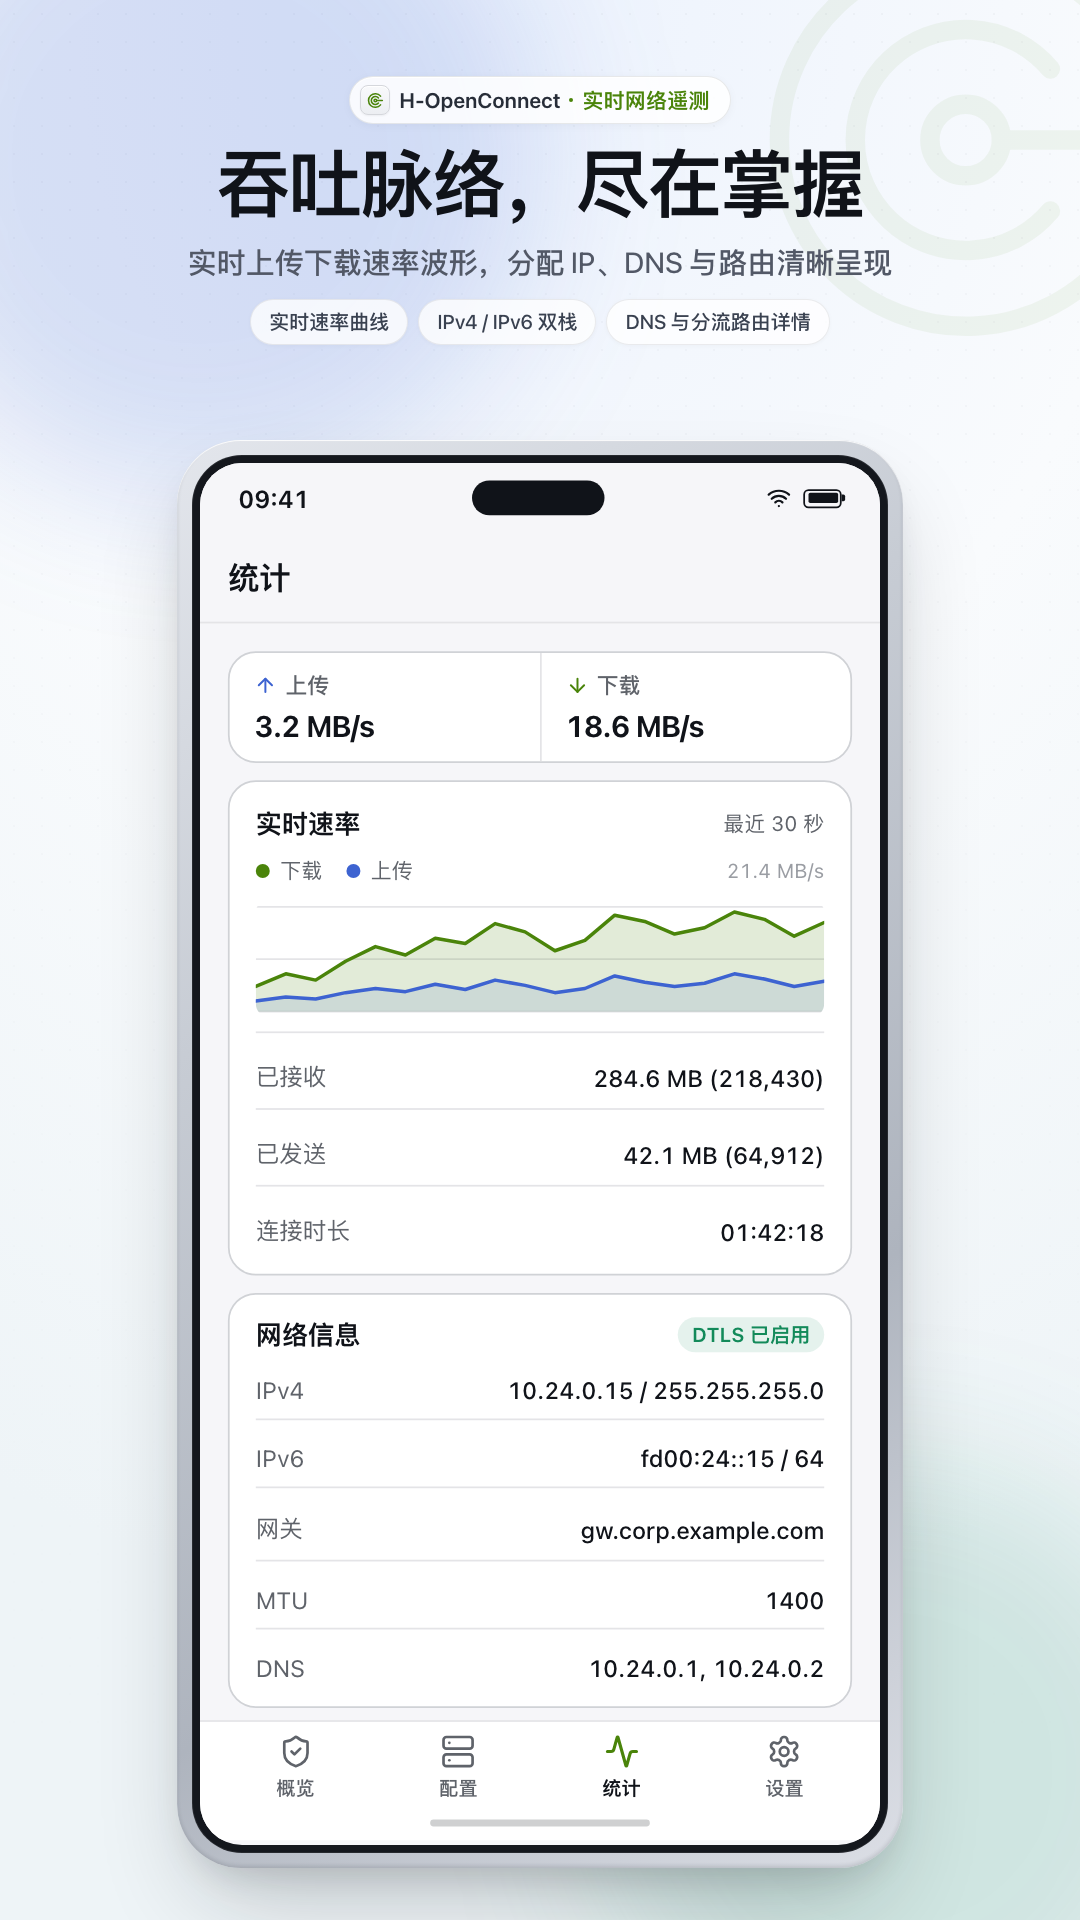 H-OpenConnect · 实时网络遥测
吞吐脉络，尽在掌握
实时上传下载速率波形，分配 IP、DNS 与路由清晰呈现
实时速率曲线
IPv4 / IPv6 双栈
DNS 与分流路由详情
09:41
统计
上传
下载
3.2 MB/s
18.6 MB/s
实时速率
最近 30 秒
下载
上传
21.4 MB/s
已接收
284.6 MB (218,430)
已发送
42.1 MB (64,912)
连接时长
01:42:18
网络信息
DTLS 已启用
IPv4
10.24.0.15 / 255.255.255.0
IPv6
fd00:24::15 / 64
网关
gw.corp.example.com
MTU
1400
DNS
10.24.0.1, 10.24.0.2
概览
配置
统计
设置